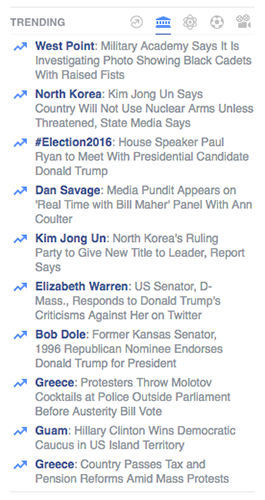 TRENDING
West Point: Military Academy Says It Is
Investigating Photo Showing Black Cadets
With Raised Fists
North Korea: Kim Jong Un Says
Country Will Not Use Nuclear Arms Unless
Threatened, State Media Says
#Election2016: House Speaker Paul
Ryan to Meet With Presidential Candidate
Donald Trump
Dan Savage: Media Pundit Appears on
'Real Time with Bill Maher' Panel With Ann
Coulter
Kim Jong Un: North Korea's Ruling
Party to Give New Title to Leader, Report
Says
Elizabeth Warren: US Senator, D-
Mass., Responds to Donald Trump's
Criticisms Against Her on Twitter
Bob Dole: Former Kansas Senator,
1996 Republican Nominee Endorses
Donald Trump for President
Greece: Protesters Throw Molotov
Cocktails at Police Outside Parliament
Before Austerity Bill Vote
Guam: Hillary Clinton Wins Democratic
Caucus in US Island Territory
Greece: Country Passes Tax and
Pension Reforms Amid Mass Protests